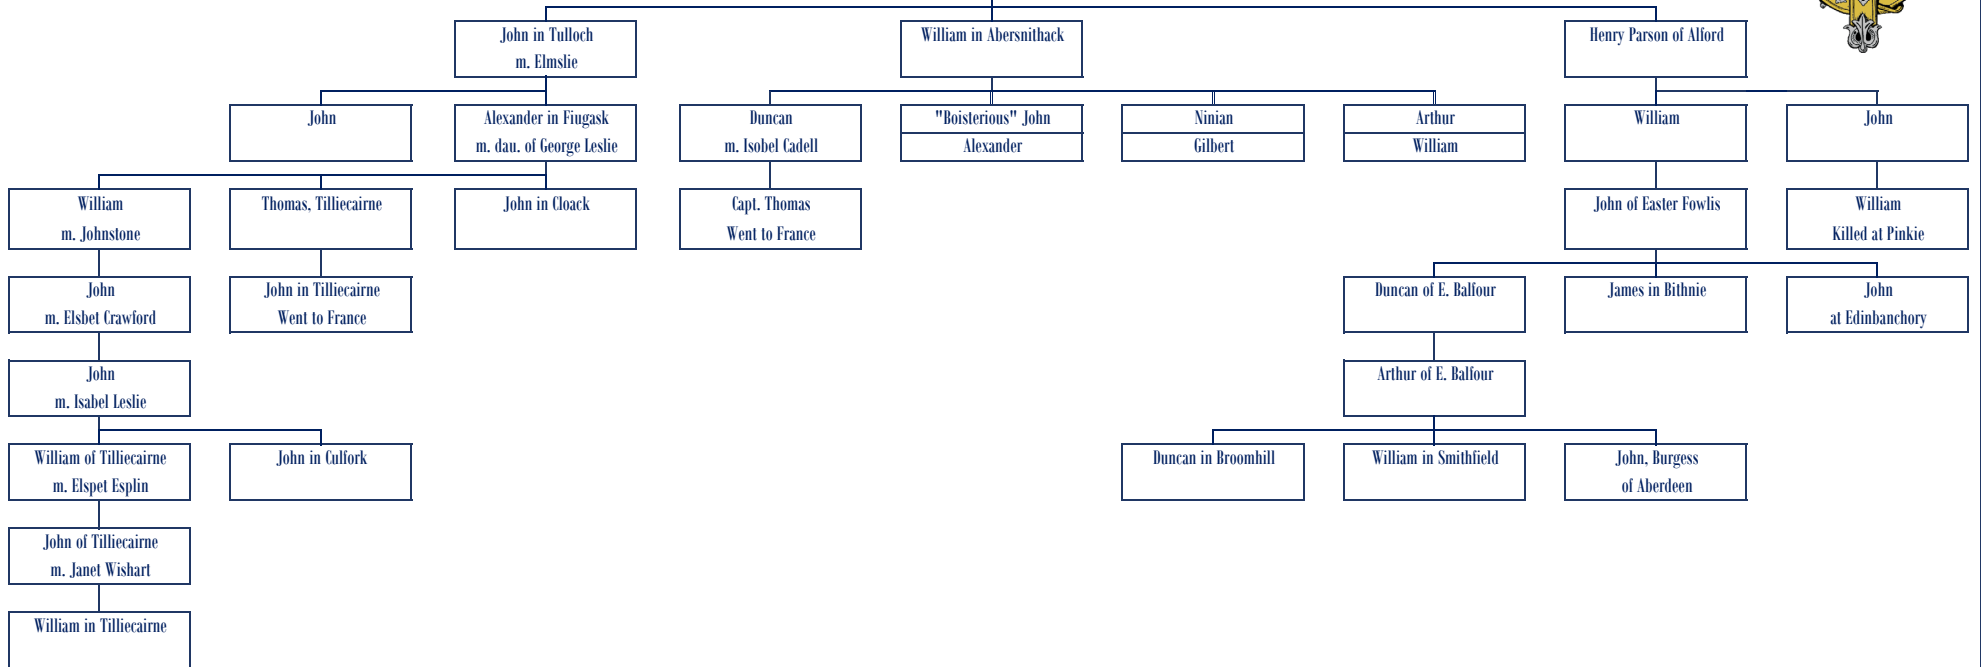 John in Tulloch
m. Elmslie
William in Abersnithack
Henry Parson of Alford
John
Alexander in Fiugask
m. dau. of George Leslie
Duncan
m. Isobel Cadell
"Boisterious" John
Alexander
Ninian
Gilbert
Arthur
William
William
John
William
m. Johnstone
Thomas, Tilliecairne
John in Cloack
Capt. Thomas
Went to France
John of Easter Fowlis
William
Killed at Pinkie
John
m. Elsbet Crawford
John in Tilliecairne
Went to France
Duncan of E. Balfour
James in Bithnie
John
at Edinbanchory
John
m. Isabel Leslie
Arthur of E. Balfour
William of Tilliecairne
m. Elspet Esplin
John in Culfork
Duncan in Broomhill
William in Smithfield
John, Burgess
of Aberdeen
John of Tilliecairne
m. Janet Wishart
William in Tilliecairne